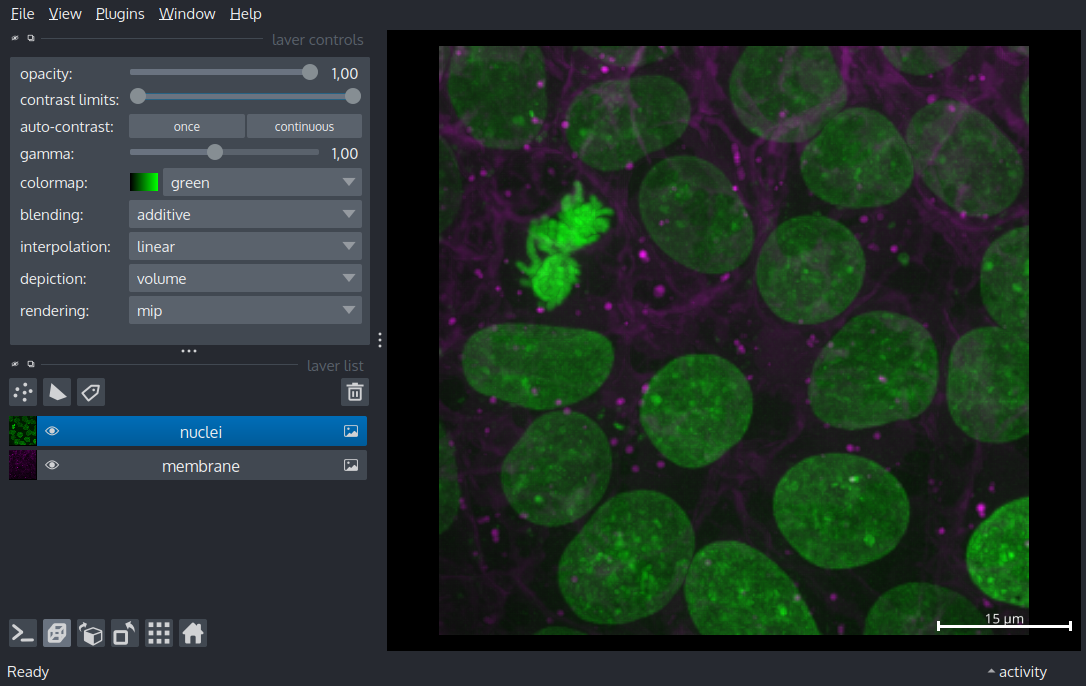 File View Plugins Window Help
layer controls
opacity: 1,00
contrast limits:
auto-contrast: once continuous
gamma: 1,00
colormap: green
blending: additive
interpolation: linear
depiction: volume
rendering: mip
layer list
nuclei
membrane
15 µm
Ready activity